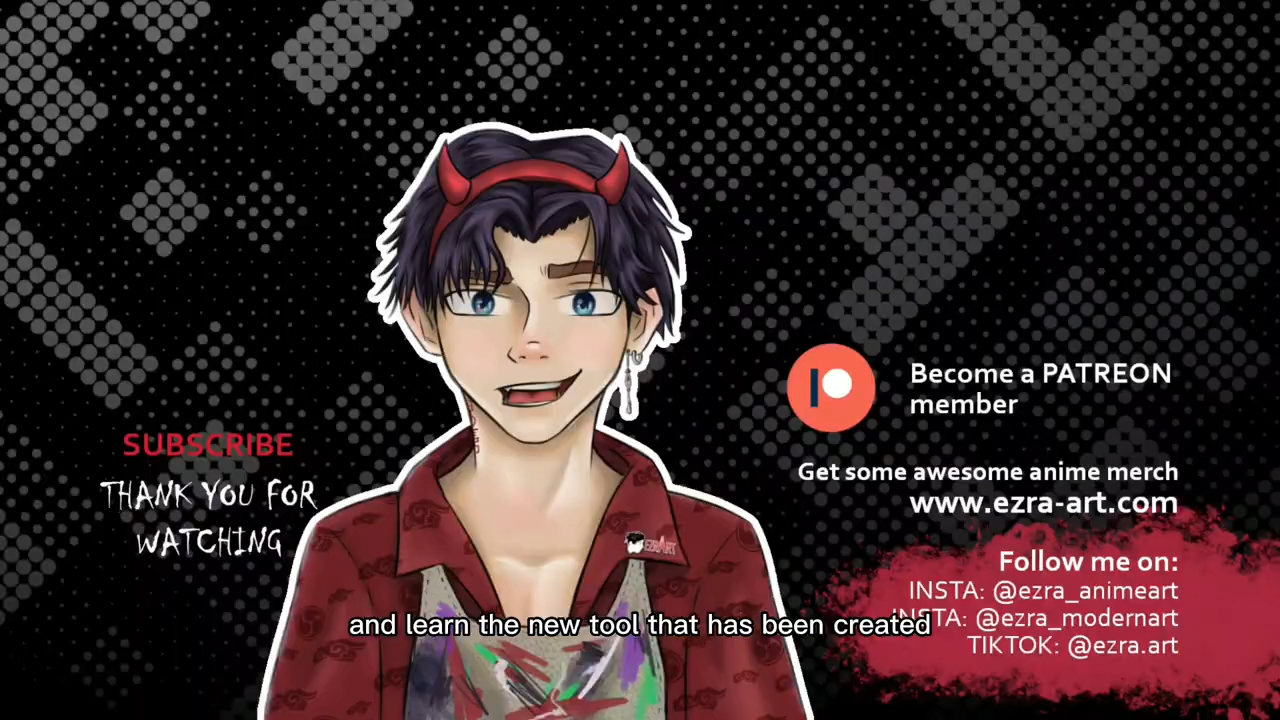 SUBSCRIBE
THANK YOU FOR
WATCHING
Become a PATREON
member
Get some awesome anime merch
www.ezra-art.com
Follow me on:
INSTA: @ezra_animeart
INSTA: @ezra_modernart
TIKTOK: @ezra.art
EZRART
and learn the new tool that has been created